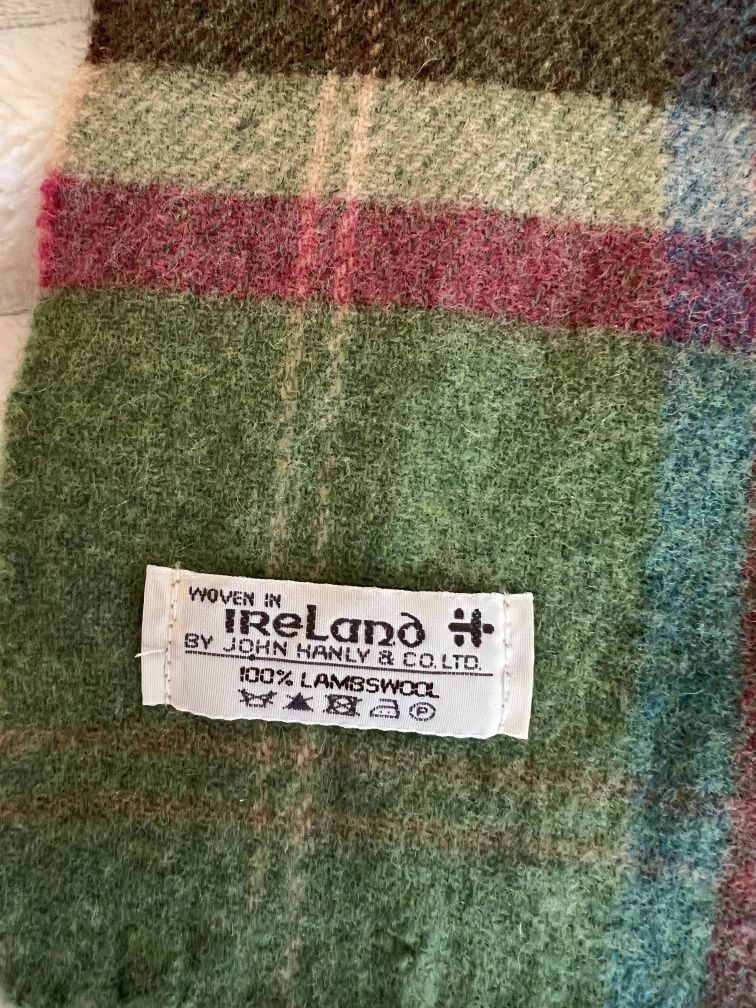 WOVEN IN
IRELAND
BY JOHN HANLY & CO. LTD.
100% LAMBSWOOL
P